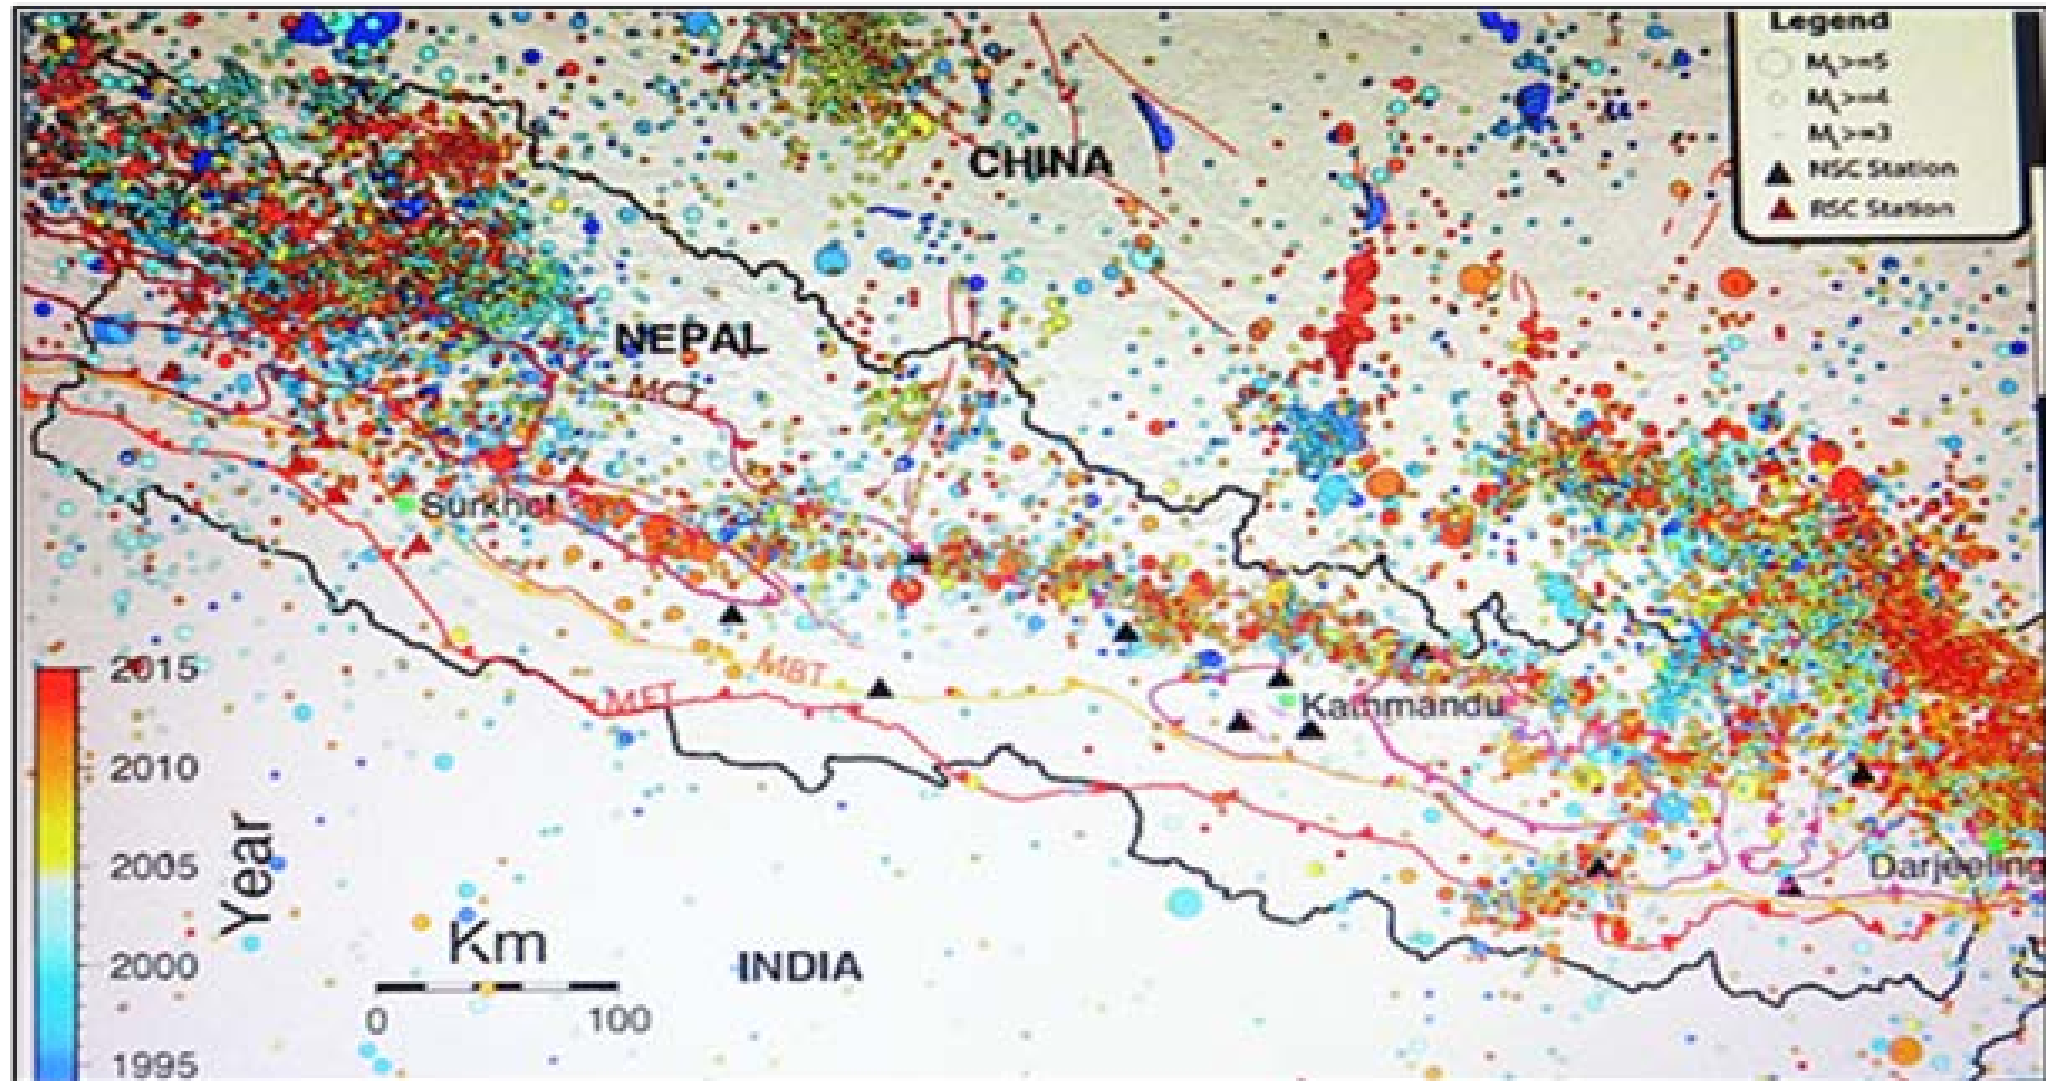 Legend
ML>=5
ML>=4
ML>=3
NSC Station
RSC Station
CHINA
NEPAL
MCT
Surkhet
MBT
MFT
Kathmandu
Darjeeling
INDIA
2015
2010
2005
2000
1995
Year
Km
0 100